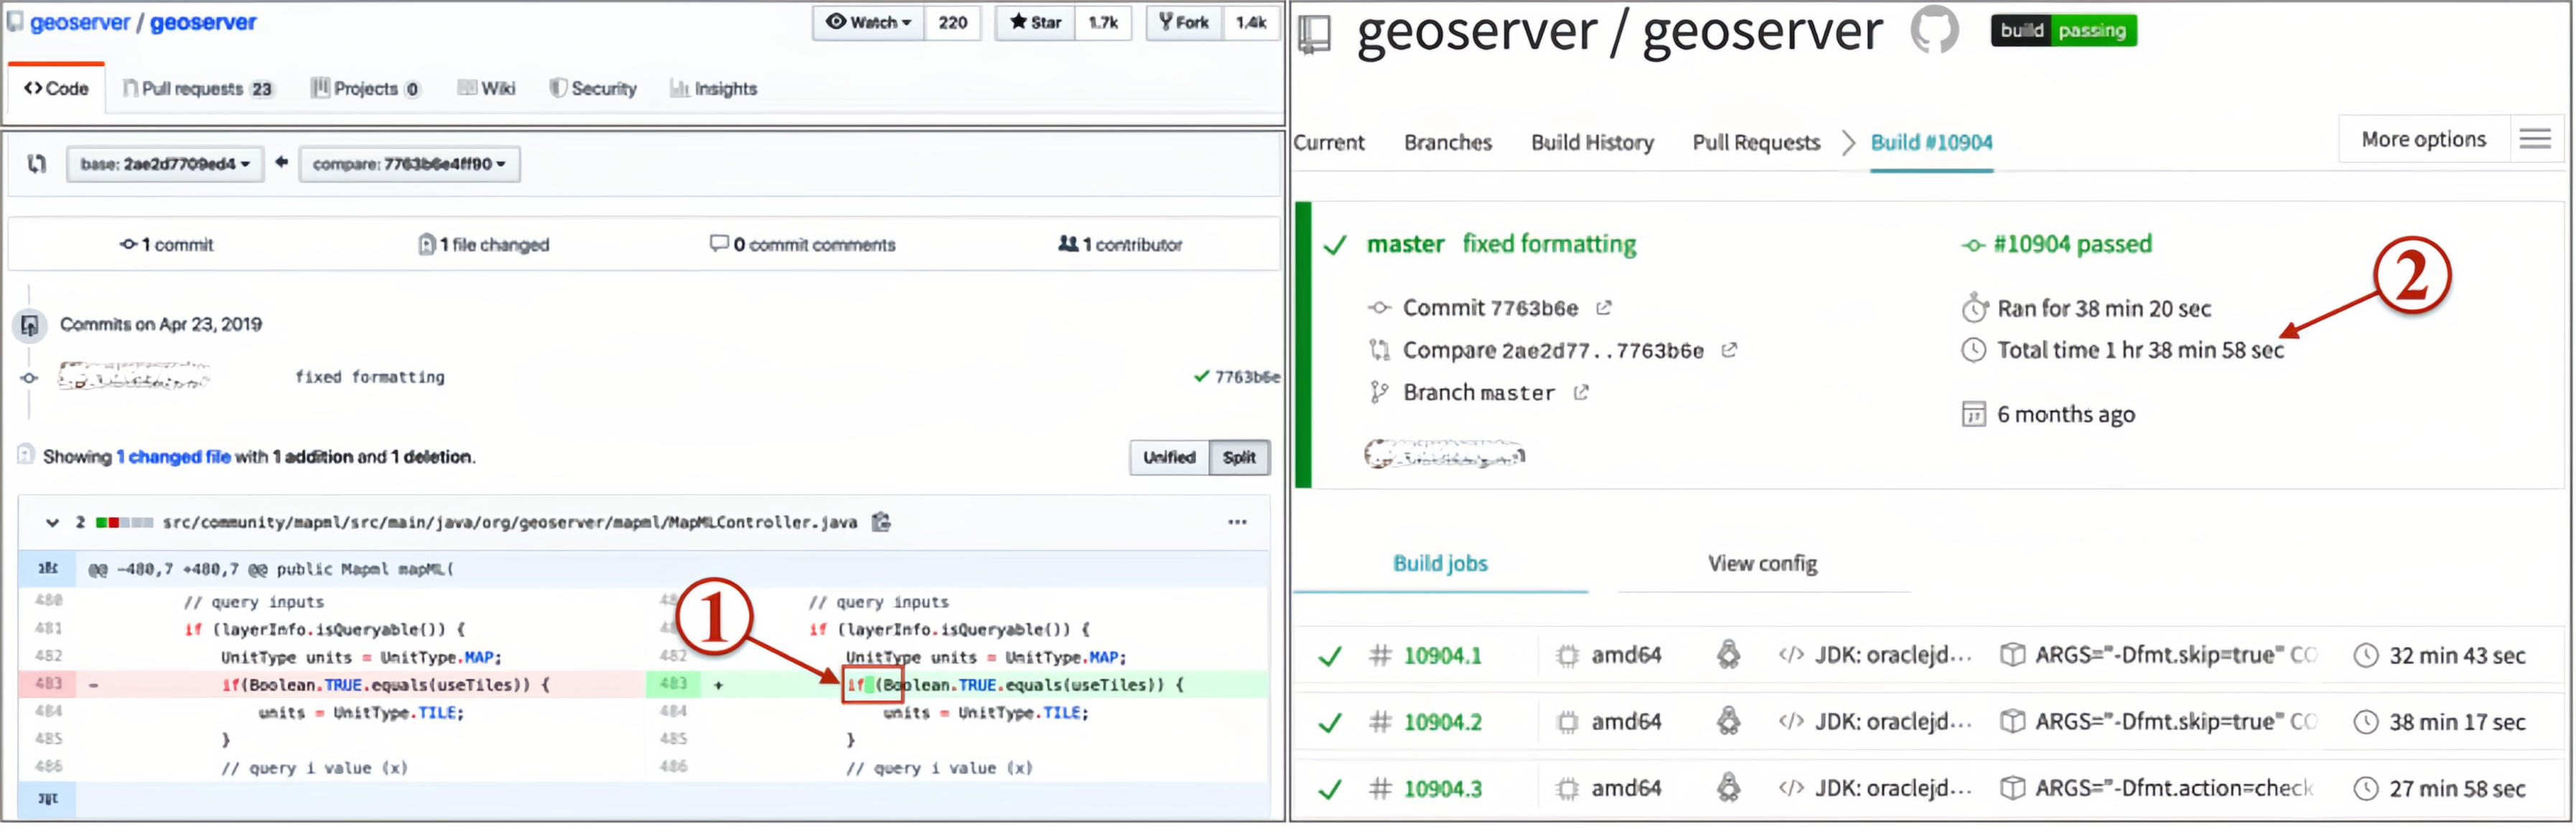 geoserver / geoserver
Watch 220 Star 1.7k Fork 1.4k
Code Pull requests 23 Projects 0 Wiki Security Insights
base: 2ae2d7709ed4 compare: 7763b6e4ff90
1 commit 1 file changed 0 commit comments 1 contributor
Commits on Apr 23, 2019
fixed formatting 7763b6e
Showing 1 changed file with 1 addition and 1 deletion.
Unified Split
2 src/community/mapml/src/main/java/org/geoserver/mapml/MapMLController.java ...
@@ -480,7 +480,7 @@ public Mapml mapML(
480 // query inputs // query inputs
481 if (layerInfo.isQueryable()) { if (layerInfo.isQueryable()) {
482 UnitType units = UnitType.MAP; 482 UnitType units = UnitType.MAP;
483 - if(Boolean.TRUE.equals(useTiles)) { 483 + if (Boolean.TRUE.equals(useTiles)) {
484 units = UnitType.TILE; 484 units = UnitType.TILE;
485 } 485 }
486 // query i value (x) 486 // query i value (x)
1
geoserver / geoserver build passing
Current Branches Build History Pull Requests Build #10904 More options
master fixed formatting
Commit 7763b6e
Compare 2ae2d77..7763b6e
Branch master
#10904 passed
Ran for 38 min 20 sec
Total time 1 hr 38 min 58 sec
6 months ago
2
Build jobs View config
# 10904.1 amd64 </> JDK: oraclejd... ARGS="-Dfmt.skip=true" CO 32 min 43 sec
# 10904.2 amd64 </> JDK: oraclejd... ARGS="-Dfmt.skip=true" CO 38 min 17 sec
# 10904.3 amd64 </> JDK: oraclejd... ARGS="-Dfmt.action=check 27 min 58 sec